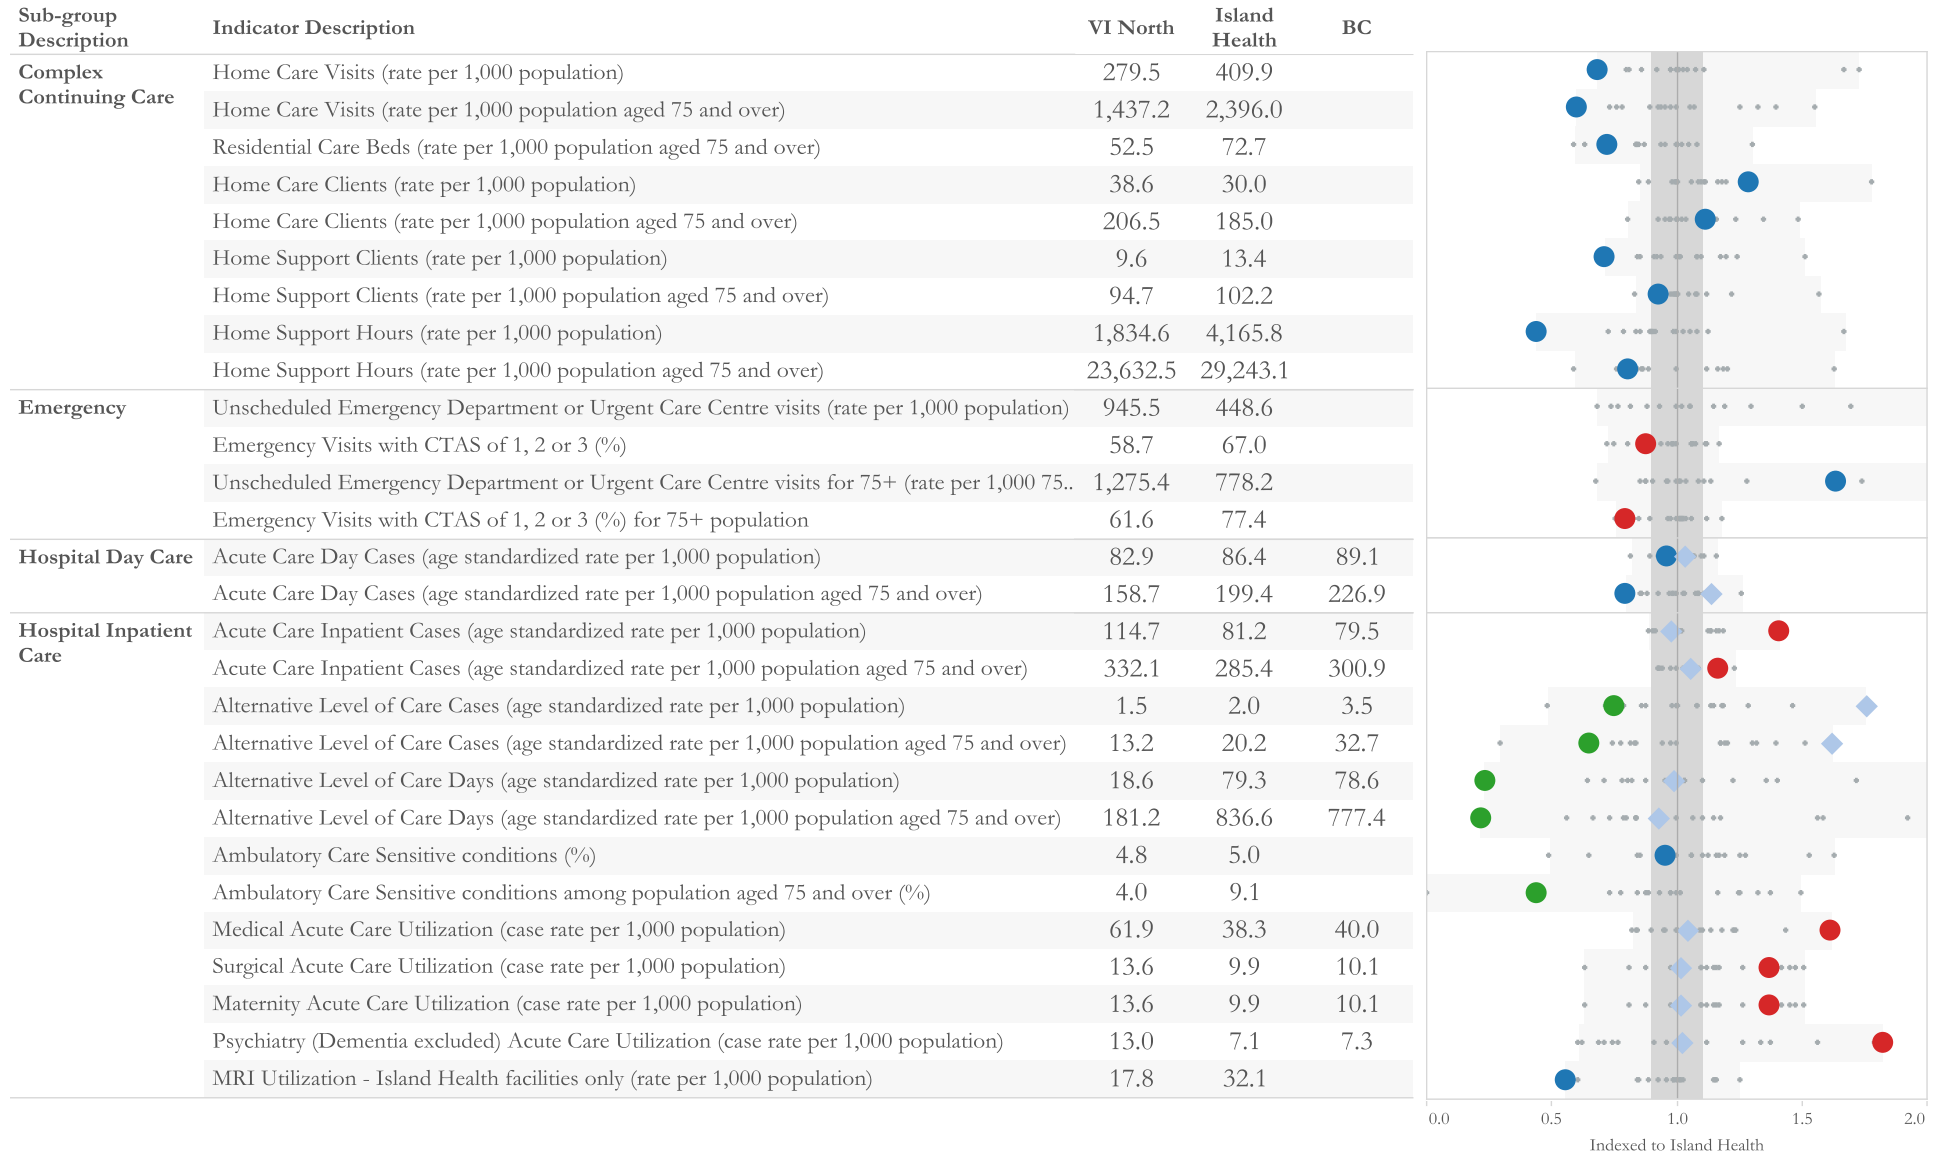 Sub-group Description Indicator Description VI North Island Health BC
Complex Continuing Care
Home Care Visits (rate per 1,000 population) 279.5 409.9
Home Care Visits (rate per 1,000 population aged 75 and over) 1,437.2 2,396.0
Residential Care Beds (rate per 1,000 population aged 75 and over) 52.5 72.7
Home Care Clients (rate per 1,000 population) 38.6 30.0
Home Care Clients (rate per 1,000 population aged 75 and over) 206.5 185.0
Home Support Clients (rate per 1,000 population) 9.6 13.4
Home Support Clients (rate per 1,000 population aged 75 and over) 94.7 102.2
Home Support Hours (rate per 1,000 population) 1,834.6 4,165.8
Home Support Hours (rate per 1,000 population aged 75 and over) 23,632.5 29,243.1
Emergency
Unscheduled Emergency Department or Urgent Care Centre visits (rate per 1,000 population) 945.5 448.6
Emergency Visits with CTAS of 1, 2 or 3 (%) 58.7 67.0
Unscheduled Emergency Department or Urgent Care Centre visits for 75+ (rate per 1,000 75.. 1,275.4 778.2
Emergency Visits with CTAS of 1, 2 or 3 (%) for 75+ population 61.6 77.4
Hospital Day Care
Acute Care Day Cases (age standardized rate per 1,000 population) 82.9 86.4 89.1
Acute Care Day Cases (age standardized rate per 1,000 population aged 75 and over) 158.7 199.4 226.9
Hospital Inpatient Care
Acute Care Inpatient Cases (age standardized rate per 1,000 population) 114.7 81.2 79.5
Acute Care Inpatient Cases (age standardized rate per 1,000 population aged 75 and over) 332.1 285.4 300.9
Alternative Level of Care Cases (age standardized rate per 1,000 population) 1.5 2.0 3.5
Alternative Level of Care Cases (age standardized rate per 1,000 population aged 75 and over) 13.2 20.2 32.7
Alternative Level of Care Days (age standardized rate per 1,000 population) 18.6 79.3 78.6
Alternative Level of Care Days (age standardized rate per 1,000 population aged 75 and over) 181.2 836.6 777.4
Ambulatory Care Sensitive conditions (%) 4.8 5.0
Ambulatory Care Sensitive conditions among population aged 75 and over (%) 4.0 9.1
Medical Acute Care Utilization (case rate per 1,000 population) 61.9 38.3 40.0
Surgical Acute Care Utilization (case rate per 1,000 population) 13.6 9.9 10.1
Maternity Acute Care Utilization (case rate per 1,000 population) 13.6 9.9 10.1
Psychiatry (Dementia excluded) Acute Care Utilization (case rate per 1,000 population) 13.0 7.1 7.3
MRI Utilization - Island Health facilities only (rate per 1,000 population) 17.8 32.1
0.0 0.5 1.0 1.5 2.0
Indexed to Island Health